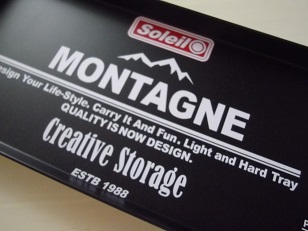 Soleil
MONTAGNE
Design Your Life-Style. Carry It And Fun. Light and Hard Tray
QUALITY IS NOW DESIGN.
Creative Storage
ESTB 1988